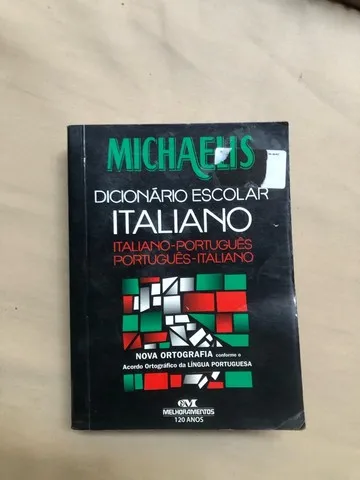 MICHAELIS
DICIONÁRIO ESCOLAR
ITALIANO
ITALIANO-PORTUGUÊS
PORTUGUÊS-ITALIANO
NOVA ORTOGRAFIA conforme o
Acordo Ortográfico da LÍNGUA PORTUGUESA
MELHORAMENTOS
120 ANOS